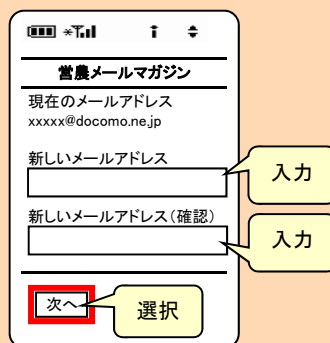 営農メールマガジン
現在のメールアドレス
xxxxx@docomo.ne.jp
新しいメールアドレス
入力
新しいメールアドレス(確認)
入力
次へ
選択